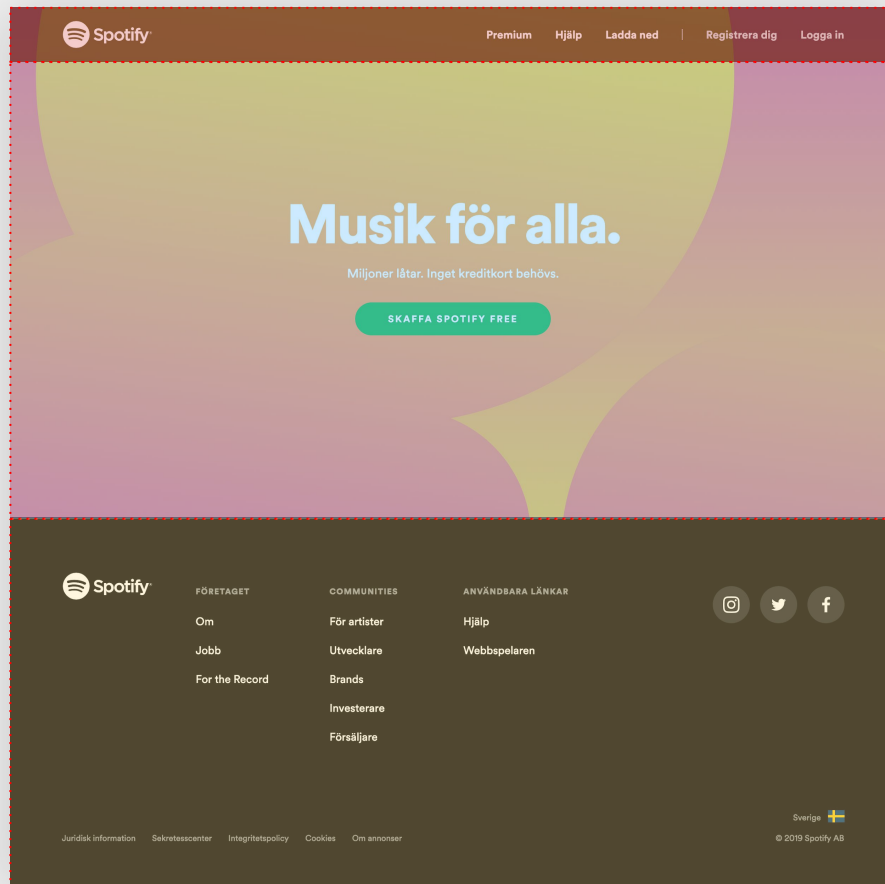 Spotify
Premium Hjälp Ladda ned | Registrera dig Logga in
Musik för alla.
Miljoner låtar. Inget kreditkort behövs.
SKAFFA SPOTIFY FREE
Spotify
FÖRETAGET
Om
Jobb
For the Record
COMMUNITIES
För artister
Utvecklare
Brands
Investerare
Försäljare
ANVÄNDBARA LÄNKAR
Hjälp
Webbspelaren
Sverige
Juridisk information Sekretesscenter Integritetspolicy Cookies Om annonser
© 2019 Spotify AB